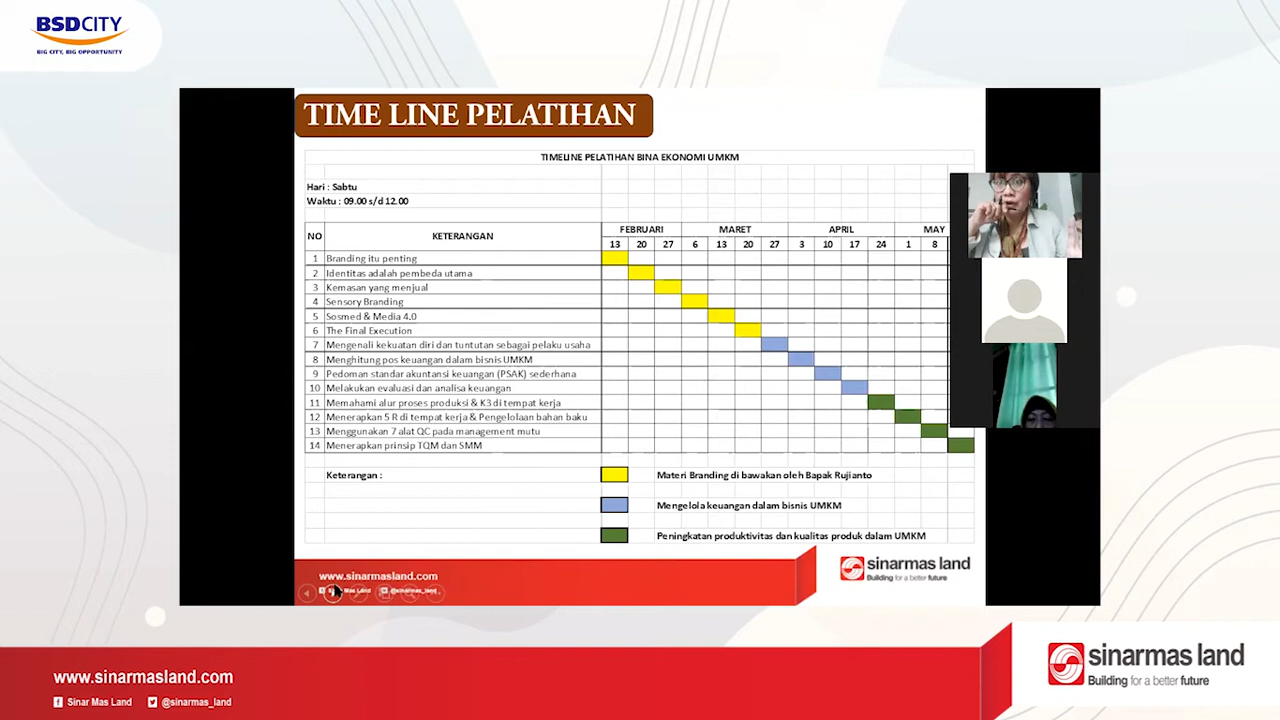 BSDCITY
BIG CITY, BIG OPPORTUNITY
TIME LINE PELATIHAN
TIMELINE PELATIHAN BINA EKONOMI UMKM
Hari : Sabtu
Waktu : 09.00 s/d 12.00
NO KETERANGAN FEBRUARI MARET APRIL MAY
13 20 27 6 13 20 27 3 10 17 24 1 8
1 Branding itu penting
2 Identitas adalah pembeda utama
3 Kemasan yang menjual
4 Sensory Branding
5 Sosmed & Media 4.0
6 The Final Execution
7 Mengenali kekuatan diri dan tuntutan sebagai pelaku usaha
8 Menghitung pos keuangan dalam bisnis UMKM
9 Pedoman standar akuntansi keuangan (PSAK) sederhana
10 Melakukan evaluasi dan analisa keuangan
11 Memahami alur proses produksi & K3 di tempat kerja
12 Menerapkan 5 R di tempat kerja & Pengelolaan bahan baku
13 Menggunakan 7 alat QC pada management mutu
14 Menerapkan prinsip TQM dan SMM
Keterangan : Materi Branding di bawakan oleh Bapak Rujianto
Mengelola keuangan dalam bisnis UMKM
Peningkatan produktivitas dan kualitas produk dalam UMKM
www.sinarmasland.com
Mas Land @sinarmas_land
sinarmas land
Building for a better future
www.sinarmasland.com
Sinar Mas Land @sinarmas_land
sinarmas land
Building for a better future